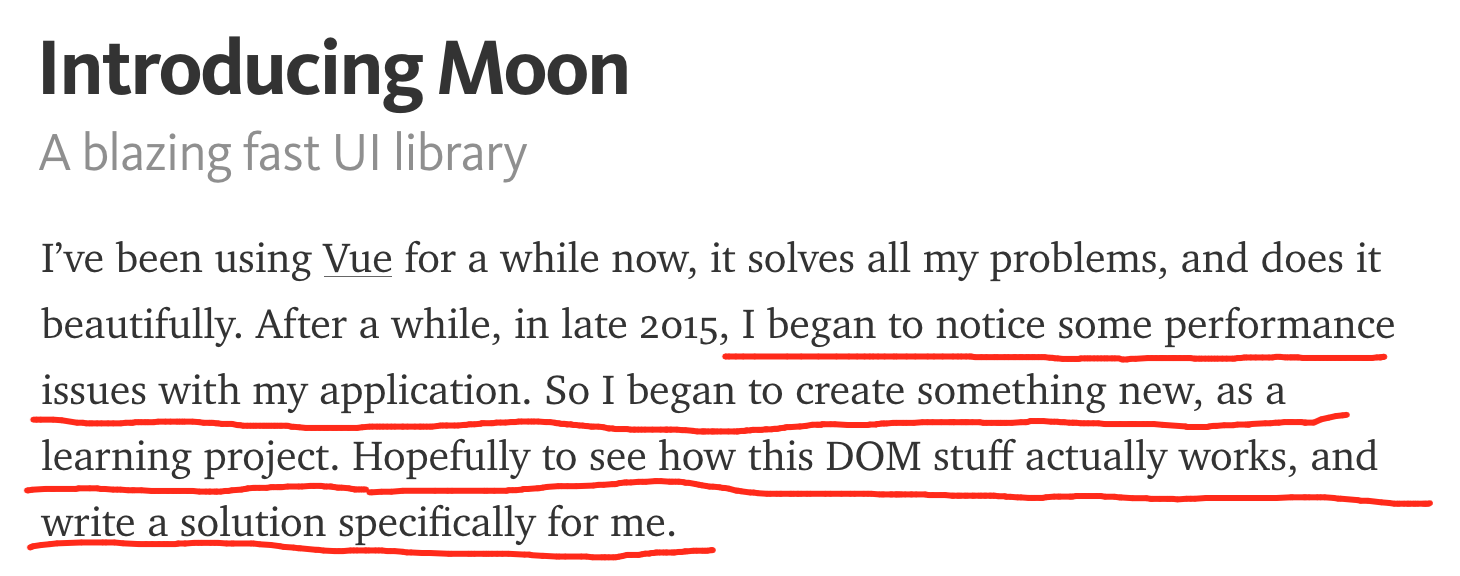 Introducing Moon
A blazing fast UI library
I’ve been using Vue for a while now, it solves all my problems, and does it
beautifully. After a while, in late 2015, I began to notice some performance
issues with my application. So I began to create something new, as a
learning project. Hopefully to see how this DOM stuff actually works, and
write a solution specifically for me.